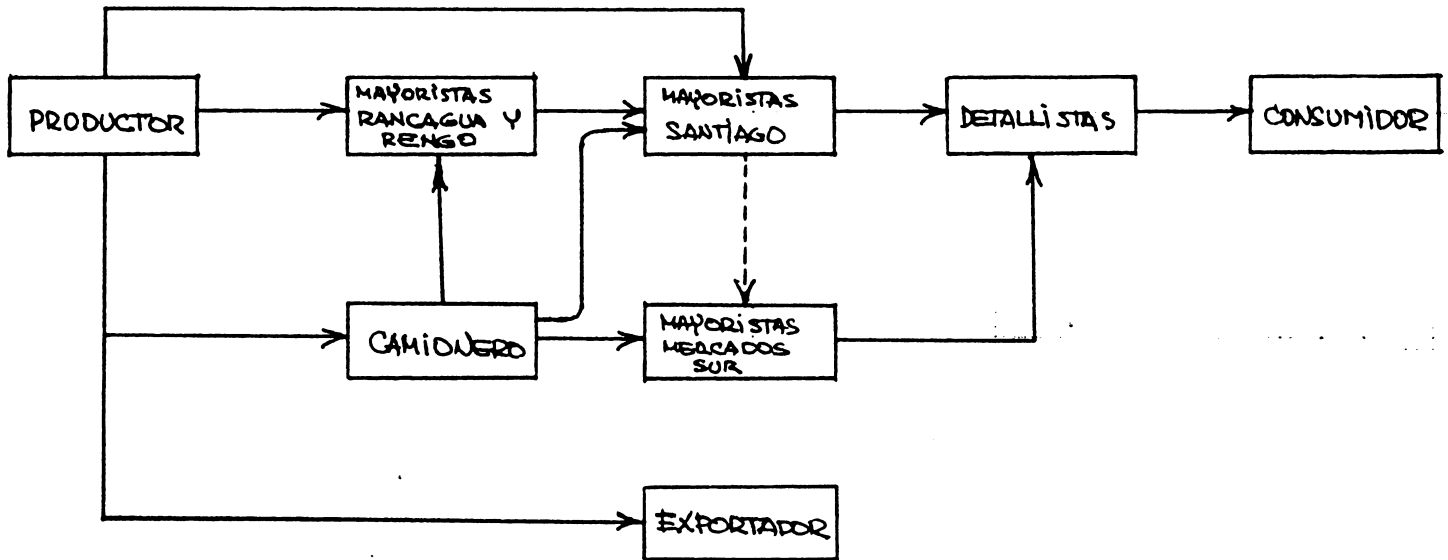 PRODUCTOR
MAYORISTAS
RANCAGUA Y
RENGO
MAYORISTAS
SANTIAGO
DETALLISTAS
CONSUMIDOR
CAMIONERO
MAYORISTAS
MERCADOS
SUR
EXPORTADOR